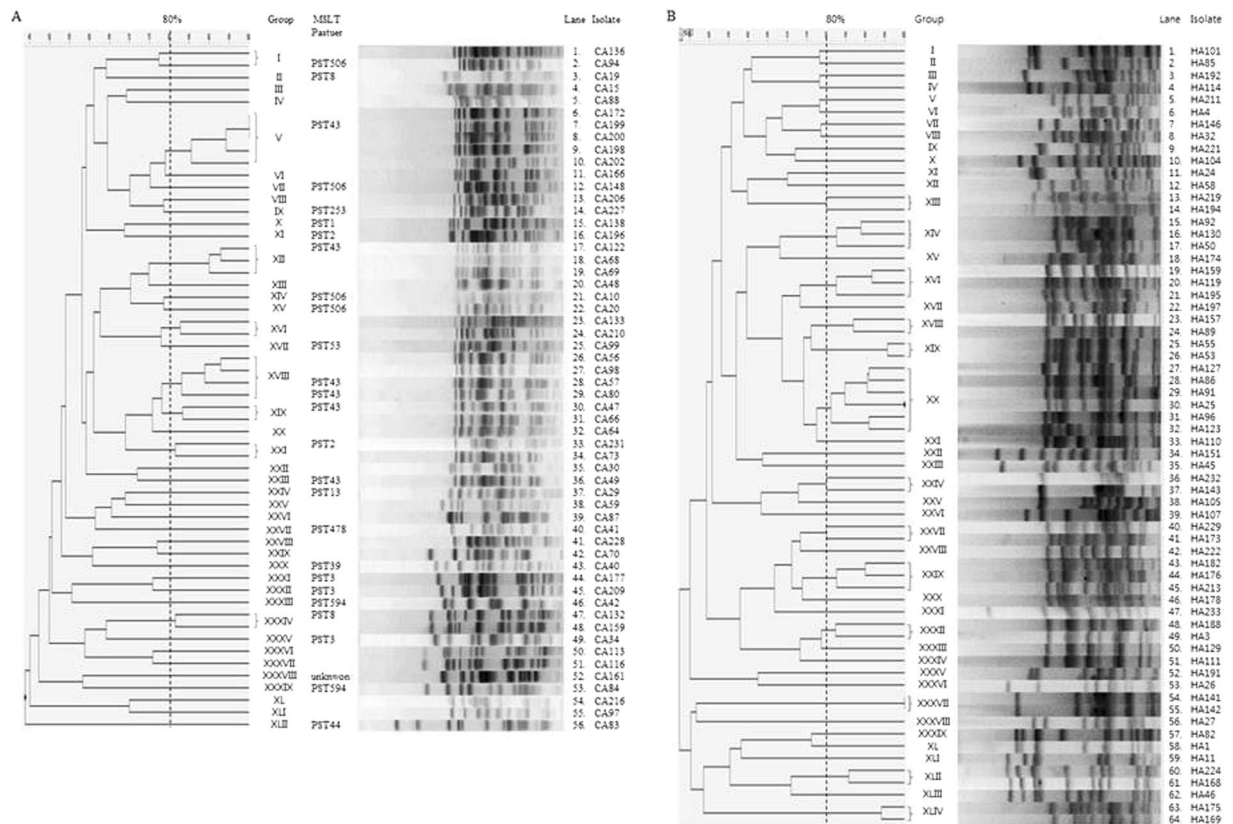 A
80% Group MSLT Lane Isolate
Pastuer
I 1. CA136
PST506 2. CA94
II PST8 3. CA19
III 4. CA15
IV 5. CA88
6. CA172
PST43 7. CA199
V 8. CA200
9. CA198
10. CA202
VI 11. CA166
VII PST506 12. CA148
VIII 13. CA206
IX PST253 14. CA227
X PST1 15. CA138
XI PST2 16. CA196
PST43 17. CA122
XII 18. CA68
19. CA69
XIII 20. CA48
XIV PST506 21. CA10
XV PST506 22. CA20
XVI 23. CA133
24. CA210
XVII PST53 25. CA99
26. CA56
XVIII 27. CA98
PST43 28. CA57
PST43 29. CA80
XIX PST43 30. CA47
31. CA66
XX 32. CA64
XXI PST2 33. CA231
34. CA73
XXII 35. CA30
XXIII PST43 36. CA49
XXIV PST13 37. CA29
XXV 38. CA59
XXVI 39. CA87
XXVII PST478 40. CA41
XXVIII 41. CA228
XXIX 42. CA70
XXX PST39 43. CA40
XXXI PST3 44. CA177
XXXII PST3 45. CA209
XXXIII PST594 46. CA42
XXXIV PST8 47. CA132
48. CA159
XXXV PST3 49. CA34
XXXVI 50. CA113
XXXVII 51. CA116
XXXVIII unknwon 52. CA161
XXXIX PST594 53. CA84
XL 54. CA216
XLI 55. CA97
XLII PST44 56. CA83
B
80% Group Lane Isolate
I 1. HA101
II 2. HA85
III 3. HA192
IV 4. HA114
V 5. HA211
VI 6. HA4
VII 7. HA146
VIII 8. HA32
IX 9. HA221
X 10. HA104
XI 11. HA24
XII 12. HA58
XIII 13. HA219
14. HA194
15. HA92
XIV 16. HA130
17. HA50
XV 18. HA174
19. HA159
XVI 20. HA119
21. HA195
XVII 22. HA197
XVIII 23. HA157
24. HA89
XIX 25. HA55
26. HA53
27. HA127
28. HA86
XX 29. HA91
30. HA25
31. HA96
32. HA123
XXI 33. HA110
XXII 34. HA151
XXIII 35. HA45
XXIV 36. HA232
37. HA143
XXV 38. HA105
XXVI 39. HA107
XXVII 40. HA229
41. HA173
XXVIII 42. HA222
43. HA182
XXIX 44. HA176
45. HA213
XXX 46. HA178
XXXI 47. HA233
XXXII 48. HA188
49. HA3
XXXIII 50. HA129
XXXIV 51. HA111
XXXV 52. HA191
XXXVI 53. HA26
XXXVII 54. HA141
55. HA142
XXXVIII 56. HA27
XXXIX 57. HA82
XL 58. HA1
XLI 59. HA11
XLII 60. HA224
61. HA168
XLIII 62. HA46
XLIV 63. HA175
64. HA169